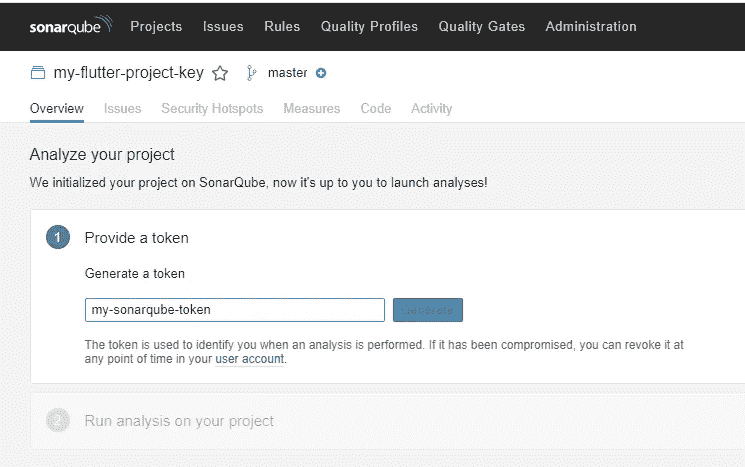 sonarqube Projects Issues Rules Quality Profiles Quality Gates Administration
my-flutter-project-key master
Overview Issues Security Hotspots Measures Code Activity
Analyze your project
We initialized your project on SonarQube, now it's up to you to launch analyses!
1 Provide a token
Generate a token
my-sonarqube-token Generate
The token is used to identify you when an analysis is performed. If it has been compromised, you can revoke it at
any point of time in your user account.
2 Run analysis on your project